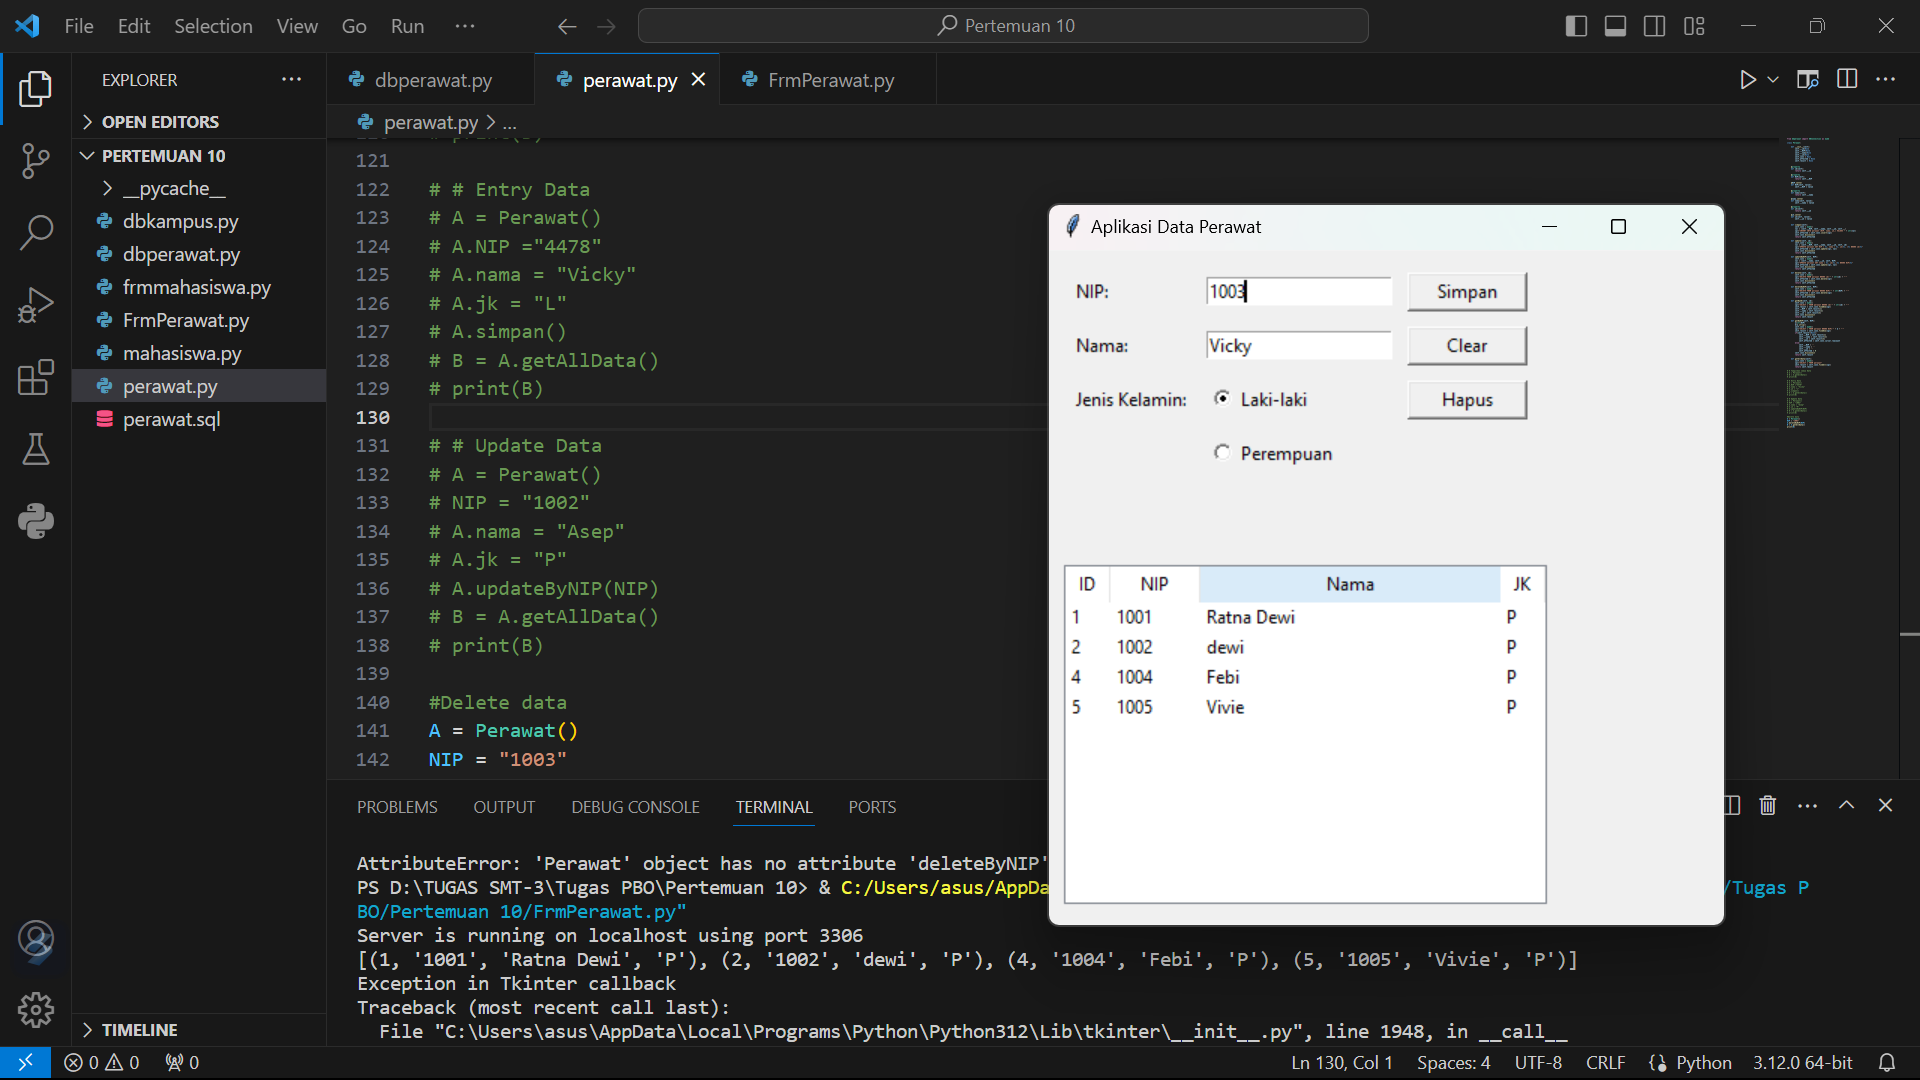 File Edit Selection View Go Run ···
Pertemuan 10
EXPLORER
OPEN EDITORS
PERTEMUAN 10
__pycache__
dbkampus.py
dbperawat.py
frmmahasiswa.py
FrmPerawat.py
mahasiswa.py
perawat.py
perawat.sql
TIMELINE
dbperawat.py perawat.py FrmPerawat.py
perawat.py > ...
121
122 # # Entry Data
123 # A = Perawat()
124 # A.NIP ="4478"
125 # A.nama = "Vicky"
126 # A.jk = "L"
127 # A.simpan()
128 # B = A.getAllData()
129 # print(B)
130
131 # # Update Data
132 # A = Perawat()
133 # NIP = "1002"
134 # A.nama = "Asep"
135 # A.jk = "P"
136 # A.updateByNIP(NIP)
137 # B = A.getAllData()
138 # print(B)
139
140 #Delete data
141 A = Perawat()
142 NIP = "1003"
Aplikasi Data Perawat
NIP: 1003 Simpan
Nama: Vicky Clear
Jenis Kelamin: Laki-laki Hapus
Perempuan
ID NIP Nama JK
1 1001 Ratna Dewi P
2 1002 dewi P
4 1004 Febi P
5 1005 Vivie P
PROBLEMS OUTPUT DEBUG CONSOLE TERMINAL PORTS
AttributeError: 'Perawat' object has no attribute 'deleteByNIP'
PS D:\TUGAS SMT-3\Tugas PBO\Pertemuan 10> & C:/Users/asus/AppDa /Tugas P
BO/Pertemuan 10/FrmPerawat.py"
Server is running on localhost using port 3306
[(1, '1001', 'Ratna Dewi', 'P'), (2, '1002', 'dewi', 'P'), (4, '1004', 'Febi', 'P'), (5, '1005', 'Vivie', 'P')]
Exception in Tkinter callback
Traceback (most recent call last):
File "C:\Users\asus\AppData\Local\Programs\Python\Python312\Lib\tkinter\__init__.py", line 1948, in __call__
0 0 0 Ln 130, Col 1 Spaces: 4 UTF-8 CRLF Python 3.12.0 64-bit